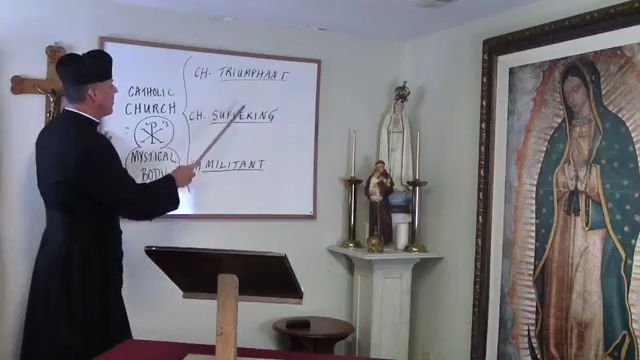 CATHOLIC
CHURCH
MYSTICAL
BODY
CH. TRIUMPHANT
CH. SUFFERING
MILITANT